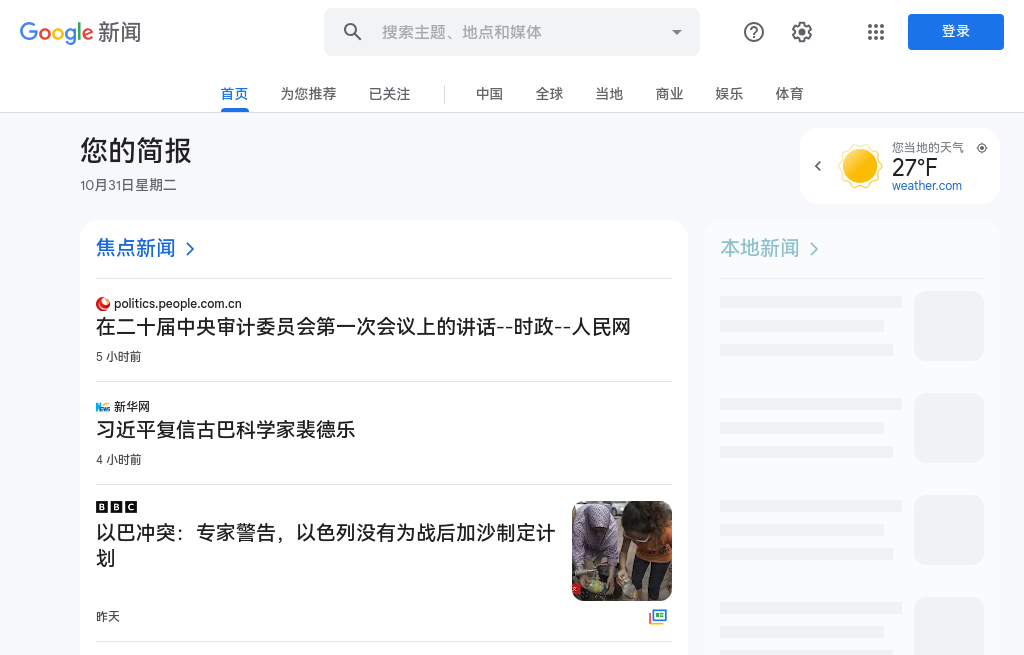 Google 新闻
搜索主题、地点和媒体
登录
首页
为您推荐
已关注
中国
全球
当地
商业
娱乐
体育
您的简报
10月31日星期二
您当地的天气
27°F
weather.com
焦点新闻
本地新闻
politics.people.com.cn
在二十届中央审计委员会第一次会议上的讲话--时政--人民网
5 小时前
NEWS 新华网
习近平复信古巴科学家裴德乐
4 小时前
BBC
以巴冲突：专家警告，以色列没有为战后加沙制定计
划
昨天